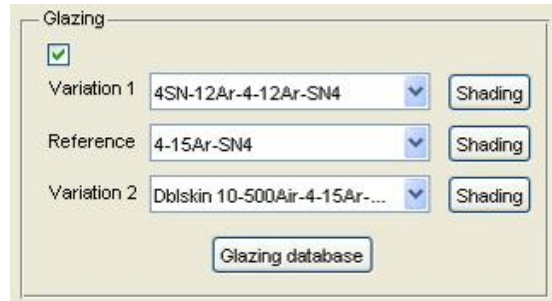 Glazing
Variation 1 4SN-12Ar-4-12Ar-SN4 Shading
Reference 4-15Ar-SN4 Shading
Variation 2 Dblskin 10-500Air-4-15Ar-... Shading
Glazing database